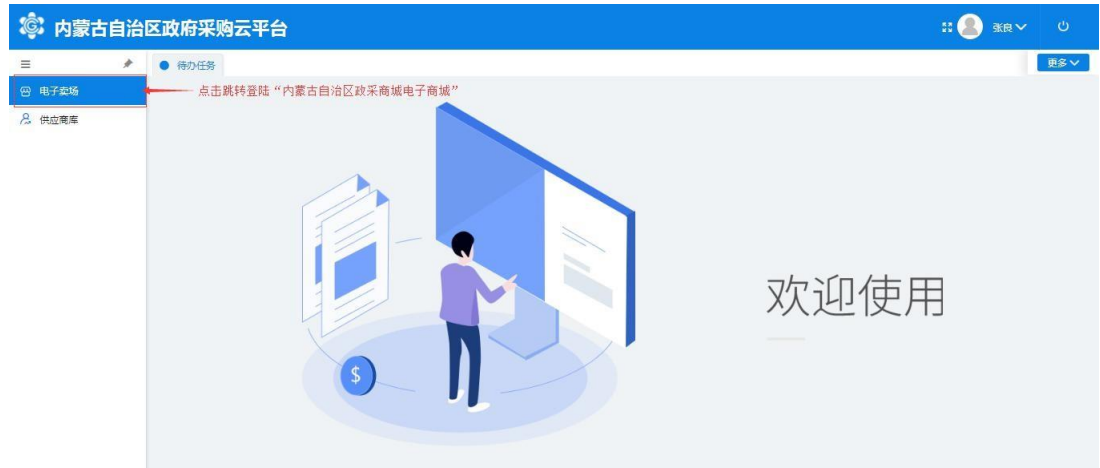 内蒙古自治区政府采购云平台
张良
待办任务
更多
电子卖场
点击跳转登陆“内蒙古自治区政采商城电子商城”
供应商库
欢迎使用
$